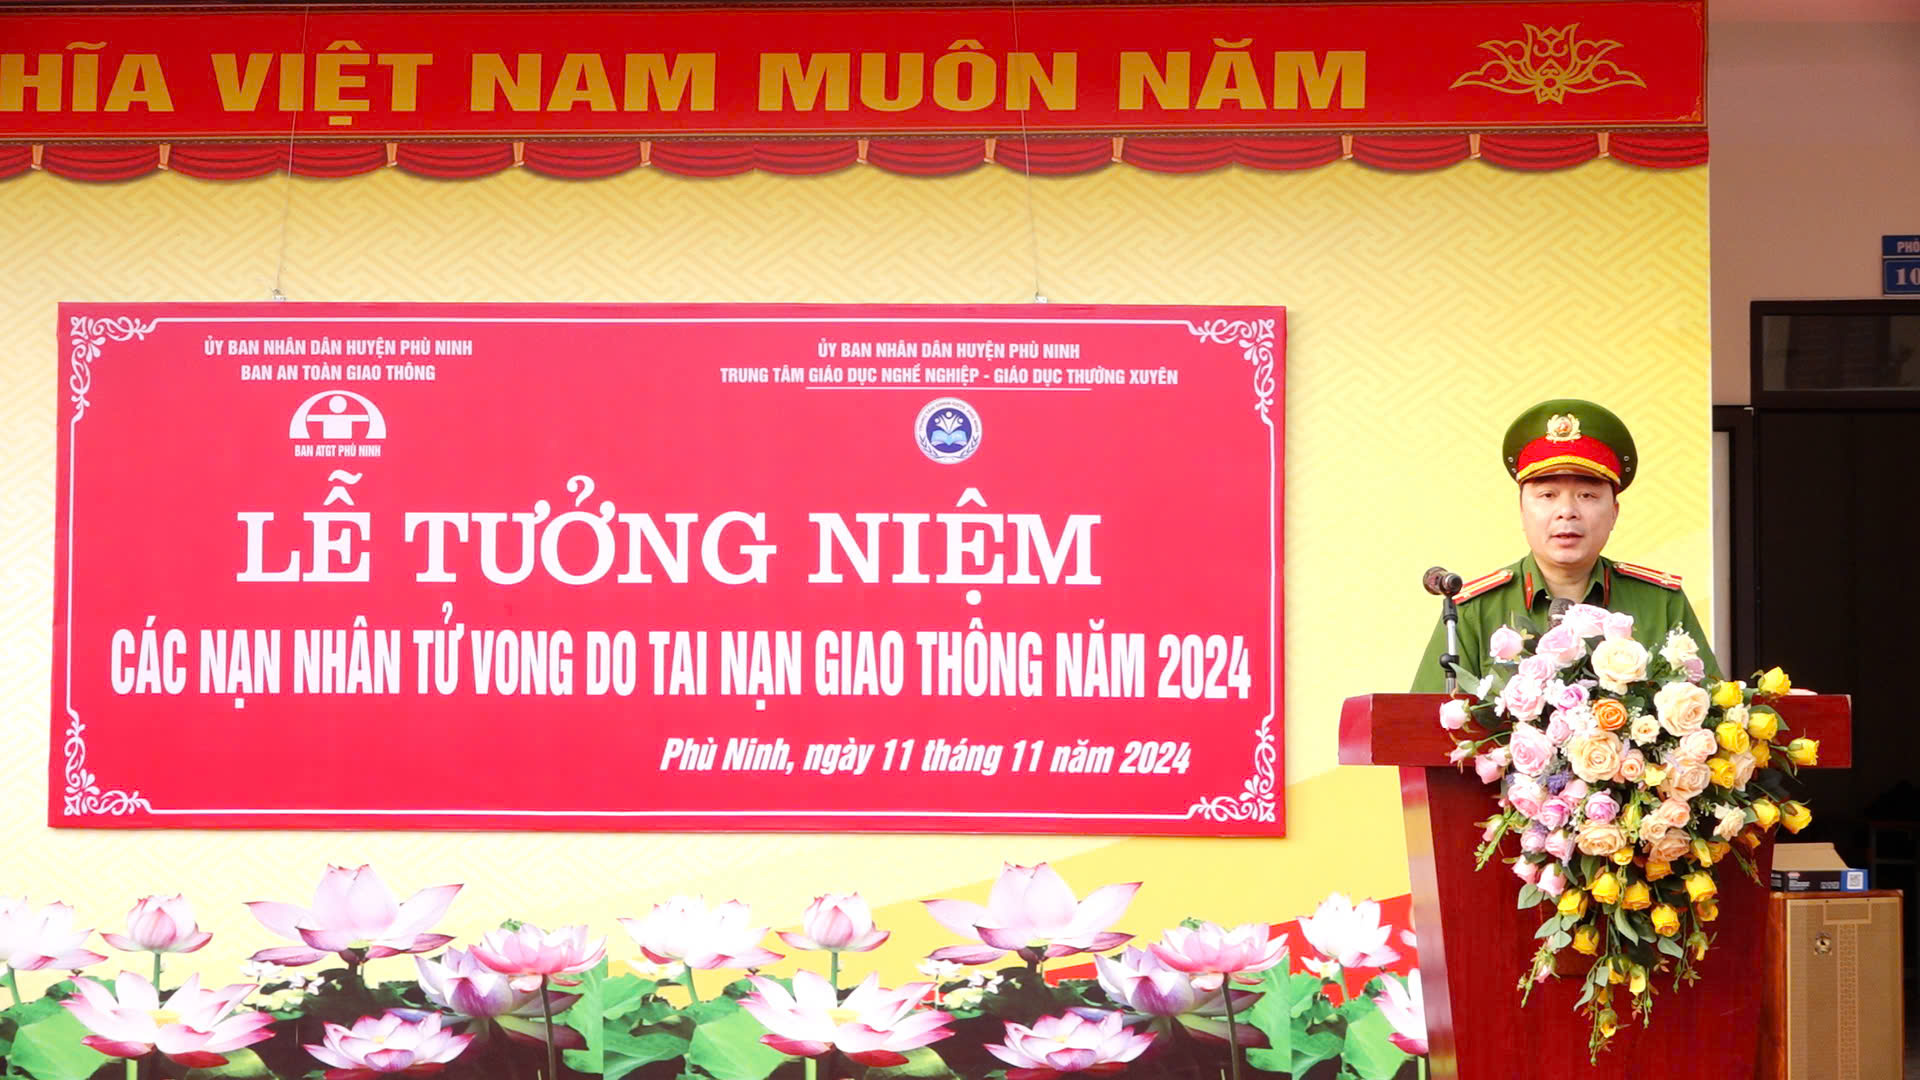 HĨA VIỆT NAM MUÔN NĂM
ỦY BAN NHÂN DÂN HUYỆN PHÙ NINH
BAN AN TOÀN GIAO THÔNG
BAN ATGT PHÙ NINH
ỦY BAN NHÂN DÂN HUYỆN PHÙ NINH
TRUNG TÂM GIÁO DỤC NGHỀ NGHIỆP - GIÁO DỤC THƯỜNG XUYÊN
LỄ TƯỞNG NIỆM
CÁC NẠN NHÂN TỬ VONG DO TAI NẠN GIAO THÔNG NĂM 2024
Phù Ninh, ngày 11 tháng 11 năm 2024
PHÒ
10